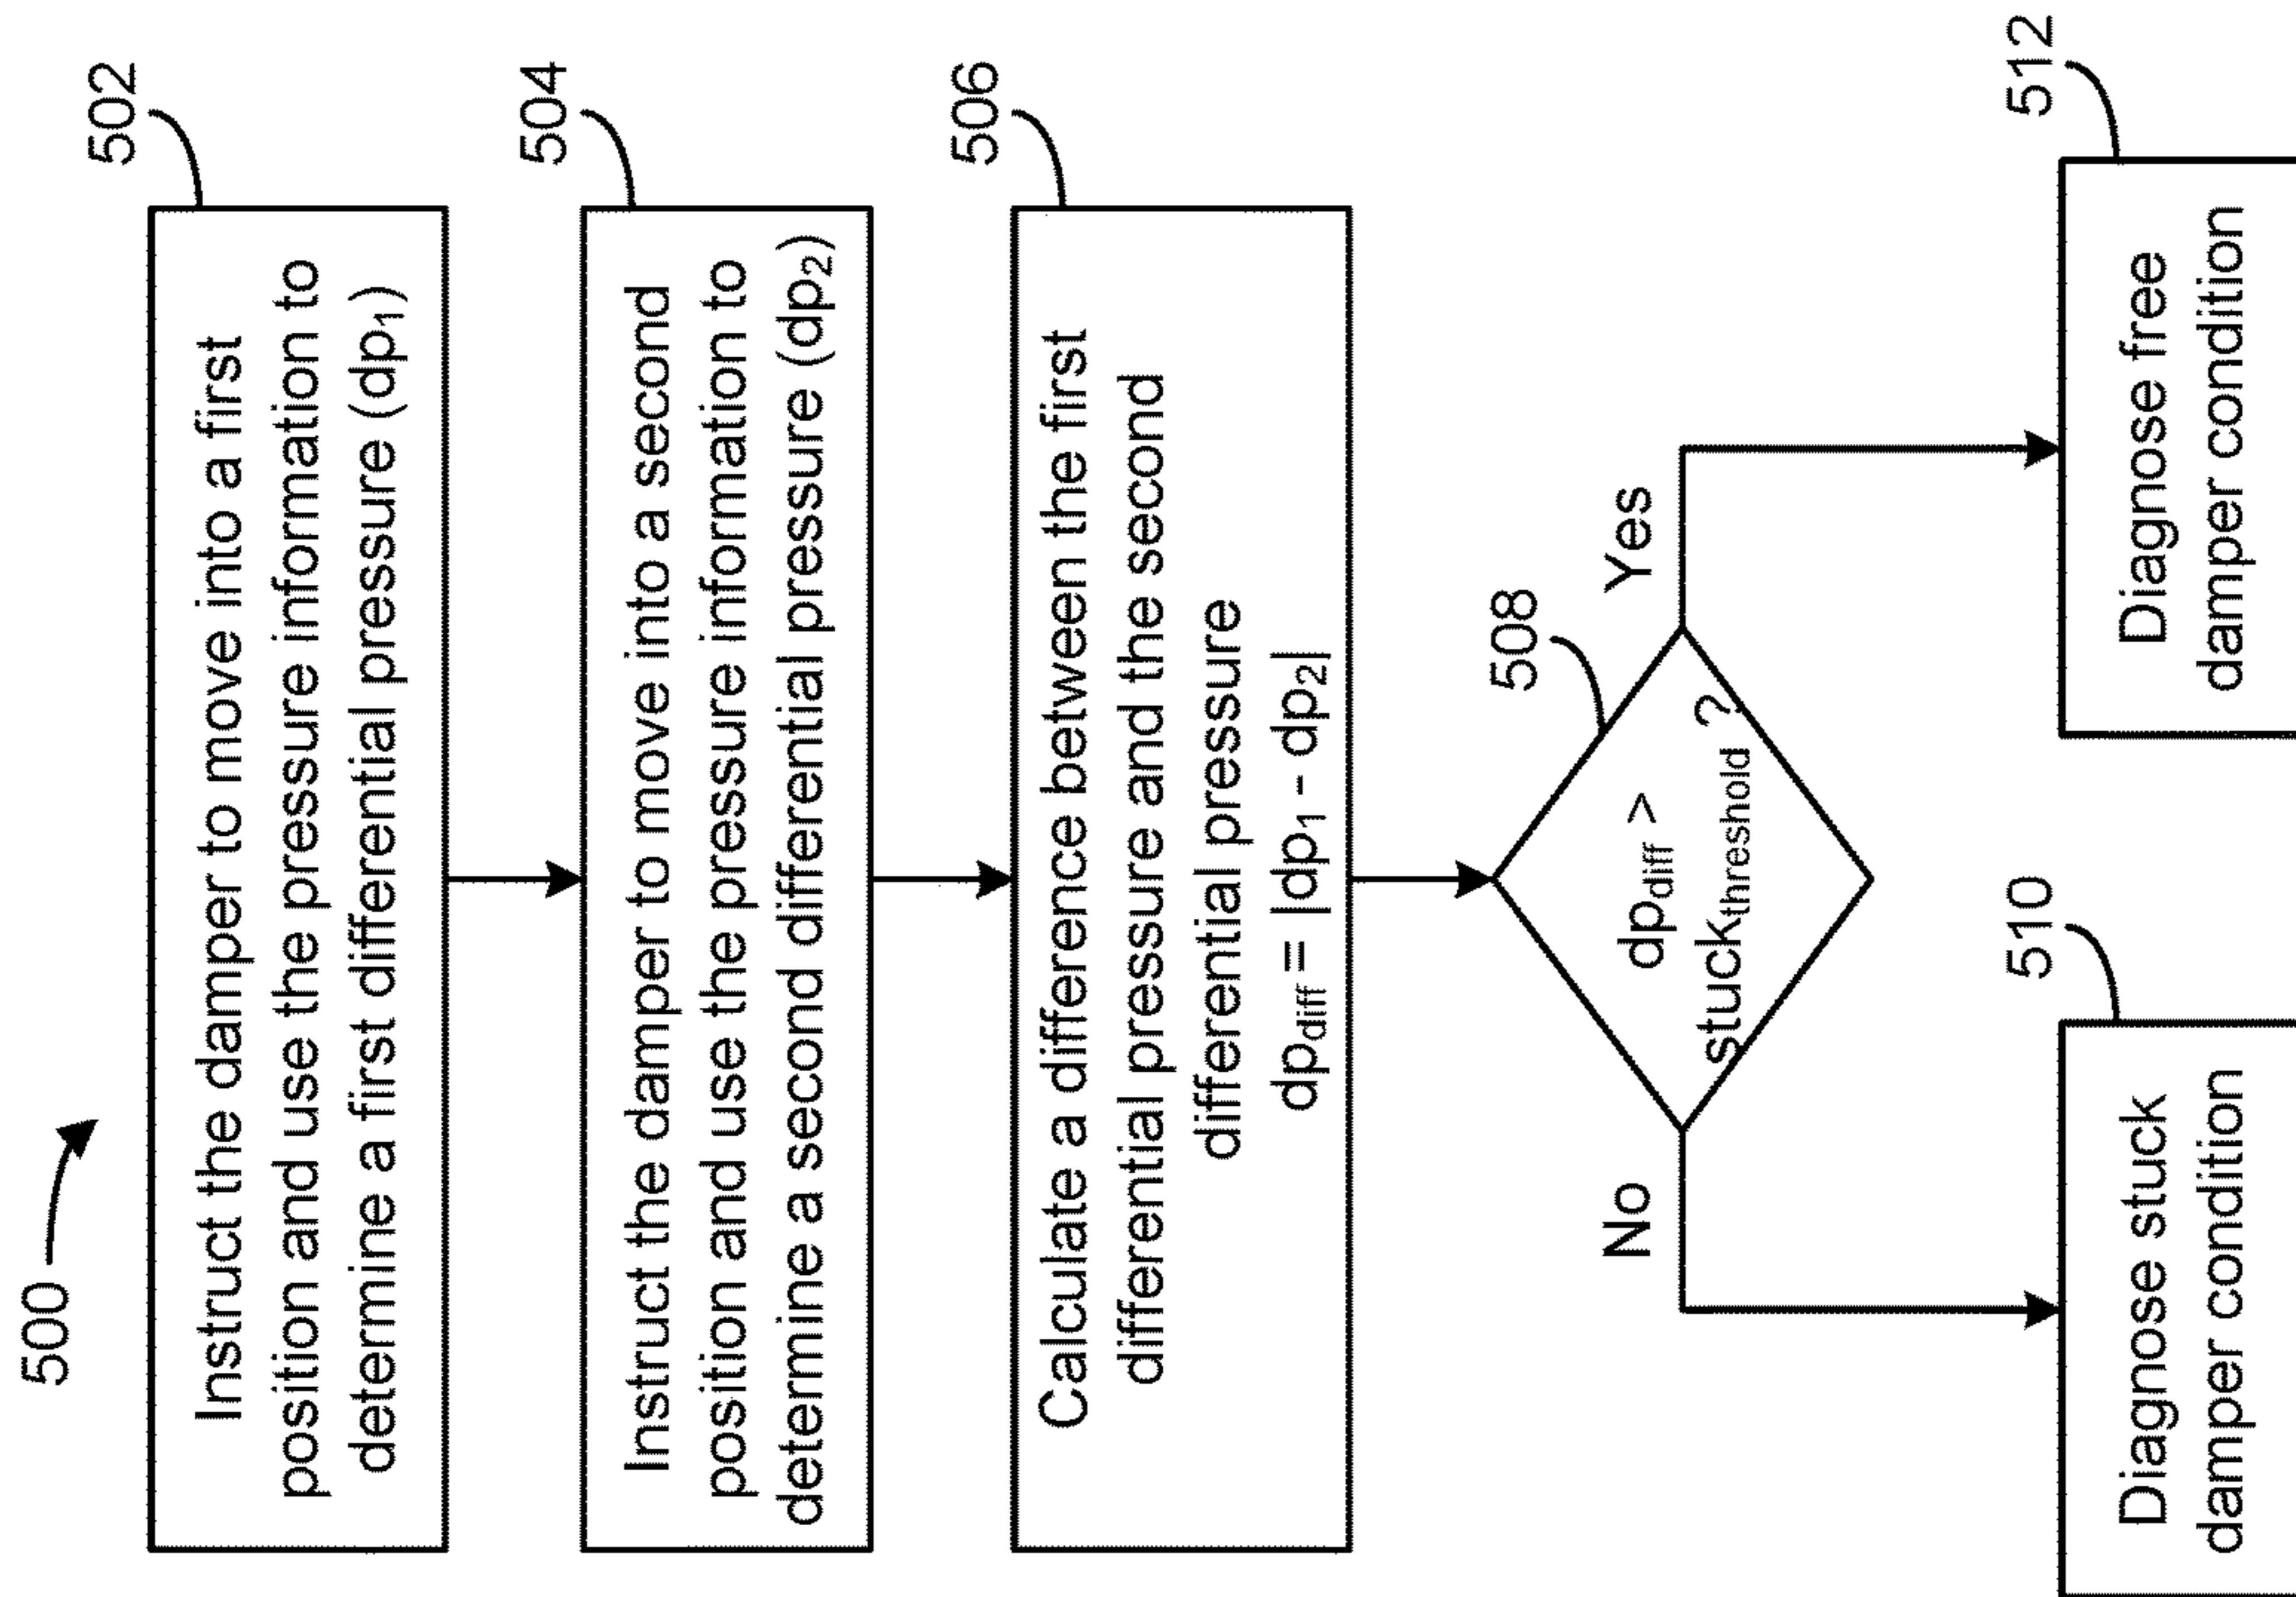 500
502
Instruct the damper to move into a first
position and use the pressure information to
determine a first differential pressure (dp₁)
504
Instruct the damper to move into a second
position and use the pressure information to
determine a second differential pressure (dp₂)
506
Calculate a difference between the first
differential pressure and the second
differential pressure
dp_diff = |dp₁ - dp₂|
508
dp_diff >
stuck_threshold ?
No
Yes
510
Diagnose stuck
damper condition
512
Diagnose free
damper condition